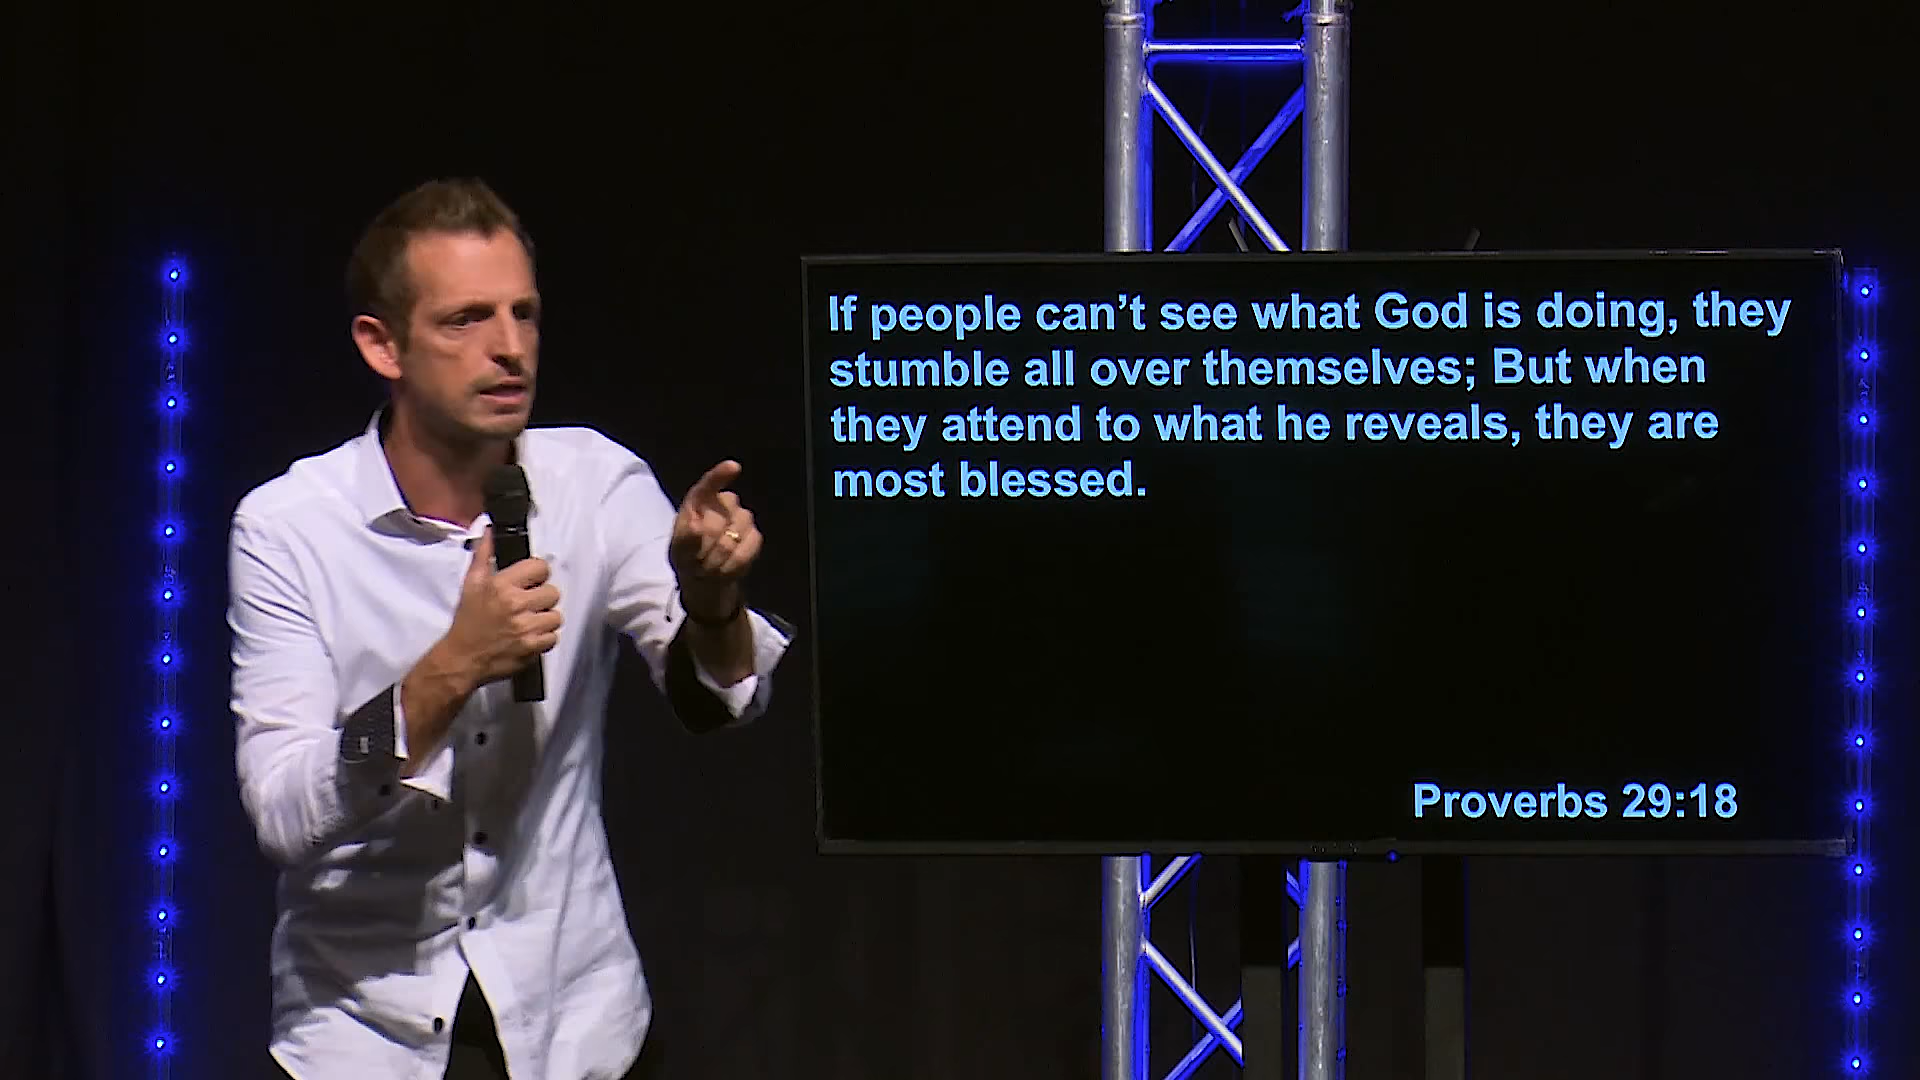 If people can’t see what God is doing, they
stumble all over themselves; But when
they attend to what he reveals, they are
most blessed.
Proverbs 29:18